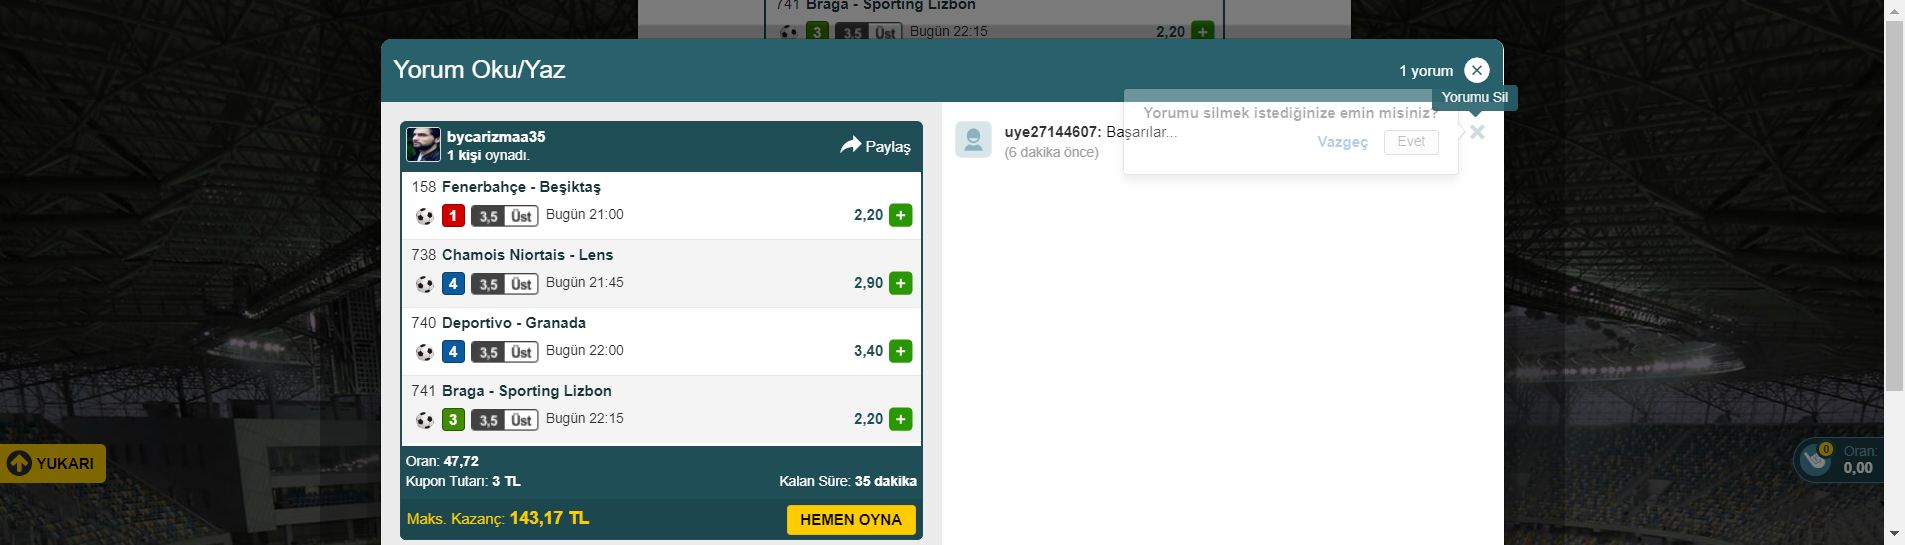 741 Braga - Sporting Lizbon
3 3,5 Üst Bugün 22:15 2,20 +
Yorum Oku/Yaz
1 yorum
Yorumu Sil
bycarizmaa35
1 kişi oynadı.
Paylaş
158 Fenerbahçe - Beşiktaş
1 3,5 Üst Bugün 21:00 2,20 +
738 Chamois Niortais - Lens
4 3,5 Üst Bugün 21:45 2,90 +
740 Deportivo - Granada
4 3,5 Üst Bugün 22:00 3,40 +
741 Braga - Sporting Lizbon
3 3,5 Üst Bugün 22:15 2,20 +
Oran: 47,72
Kupon Tutarı: 3 TL
Kalan Süre: 35 dakika
Maks. Kazanç: 143,17 TL
HEMEN OYNA
Yorumu silmek istediğinize emin misiniz?
uye27144607: Başarılar...
(6 dakika önce)
Vazgeç
Evet
YUKARI
0
Oran:
0,00